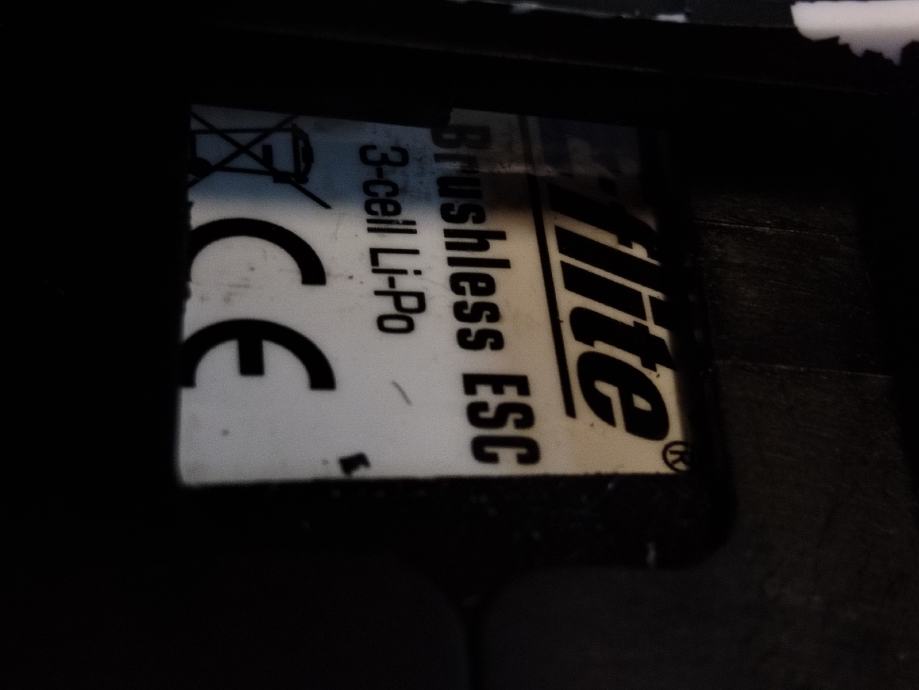 flite®
Brushless ESC
3-cell Li-Po
CE